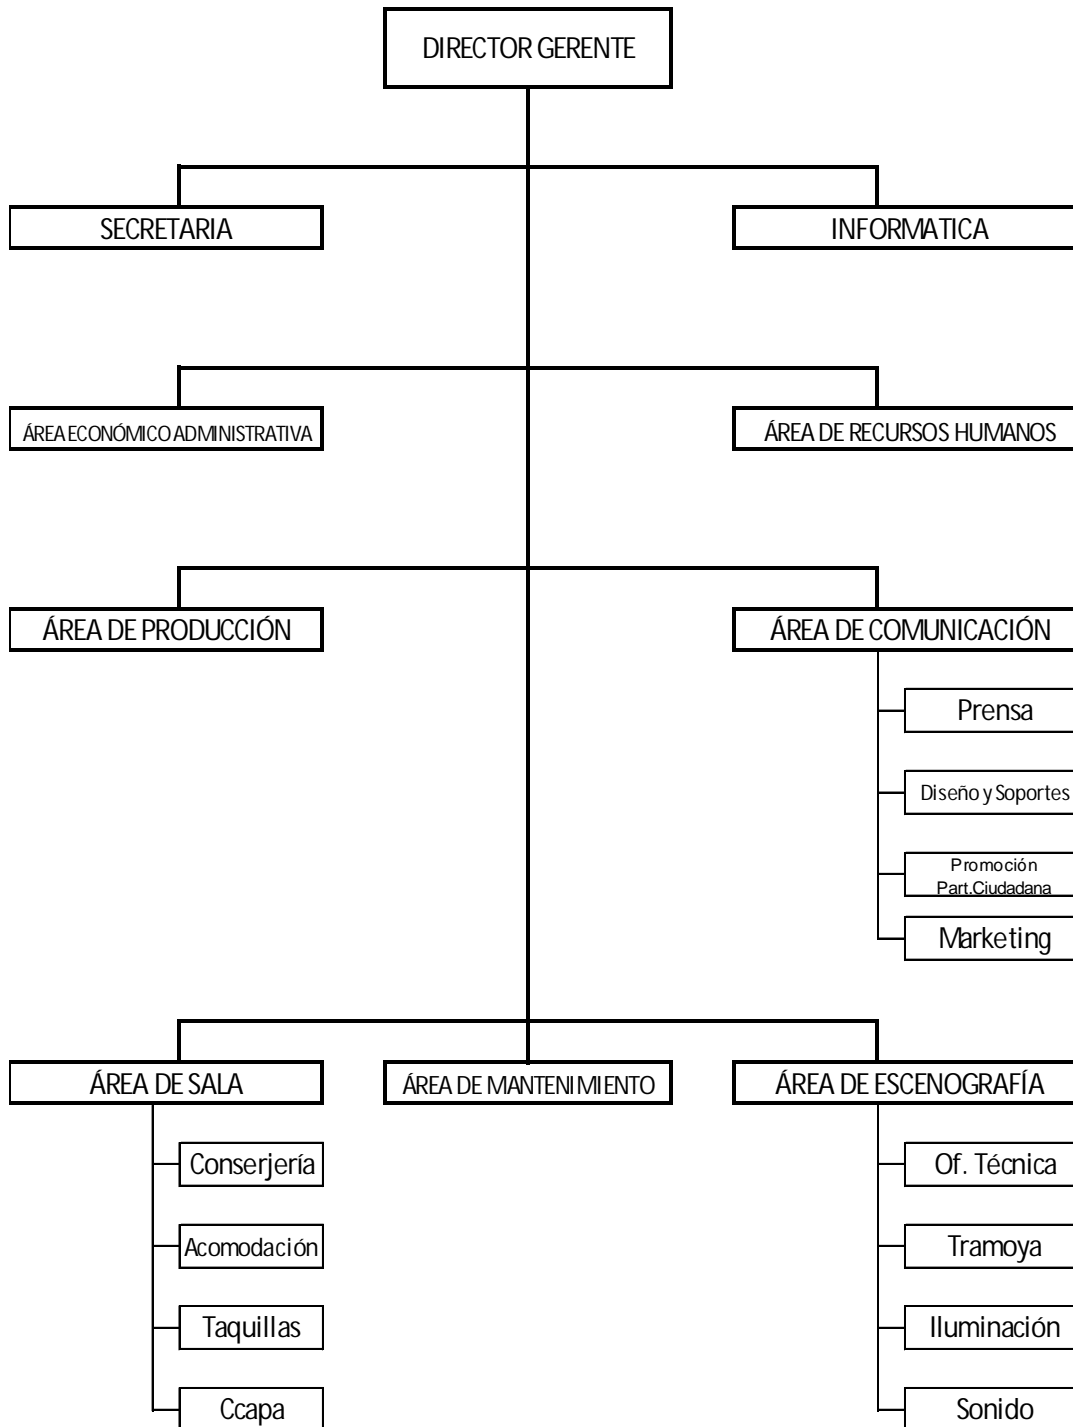 DIRECTOR GERENTE
SECRETARIA
INFORMATICA
ÁREA ECONÓMICO ADMINISTRATIVA
ÁREA DE RECURSOS HUMANOS
ÁREA DE PRODUCCIÓN
ÁREA DE COMUNICACIÓN
Prensa
Diseño y Soportes
Promoción
Part.Ciudadana
Marketing
ÁREA DE SALA
ÁREA DE MANTENIMIENTO
ÁREA DE ESCENOGRAFÍA
Conserjería
Of. Técnica
Acomodación
Tramoya
Taquillas
Iluminación
Ccapa
Sonido